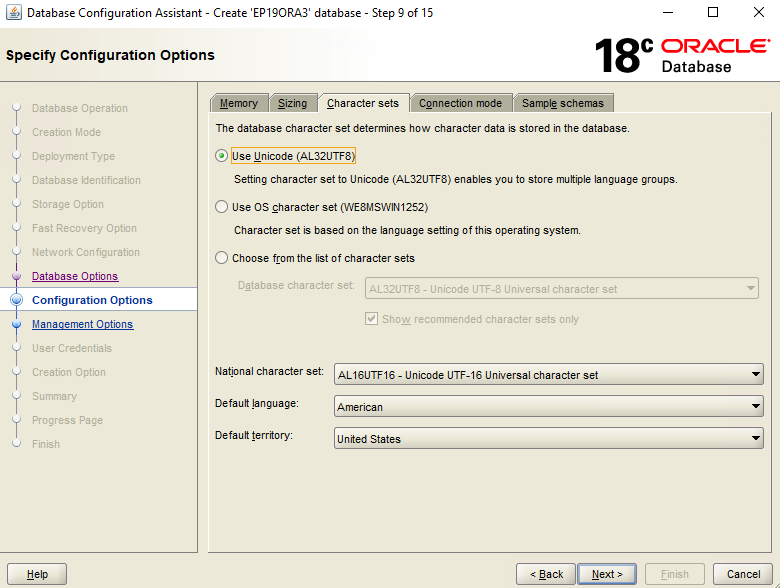 Database Configuration Assistant - Create 'EP19ORA3' database - Step 9 of 15
Specify Configuration Options
18c ORACLE
Database
Database Operation
Creation Mode
Deployment Type
Database Identification
Storage Option
Fast Recovery Option
Network Configuration
Database Options
Configuration Options
Management Options
User Credentials
Creation Option
Summary
Progress Page
Finish
Memory Sizing Character sets Connection mode Sample schemas
The database character set determines how character data is stored in the database.
Use Unicode (AL32UTF8)
Setting character set to Unicode (AL32UTF8) enables you to store multiple language groups.
Use OS character set (WE8MSWIN1252)
Character set is based on the language setting of this operating system.
Choose from the list of character sets
Database character set: AL32UTF8 - Unicode UTF-8 Universal character set
Show recommended character sets only
National character set: AL16UTF16 - Unicode UTF-16 Universal character set
Default language: American
Default territory: United States
Help < Back Next > Finish Cancel